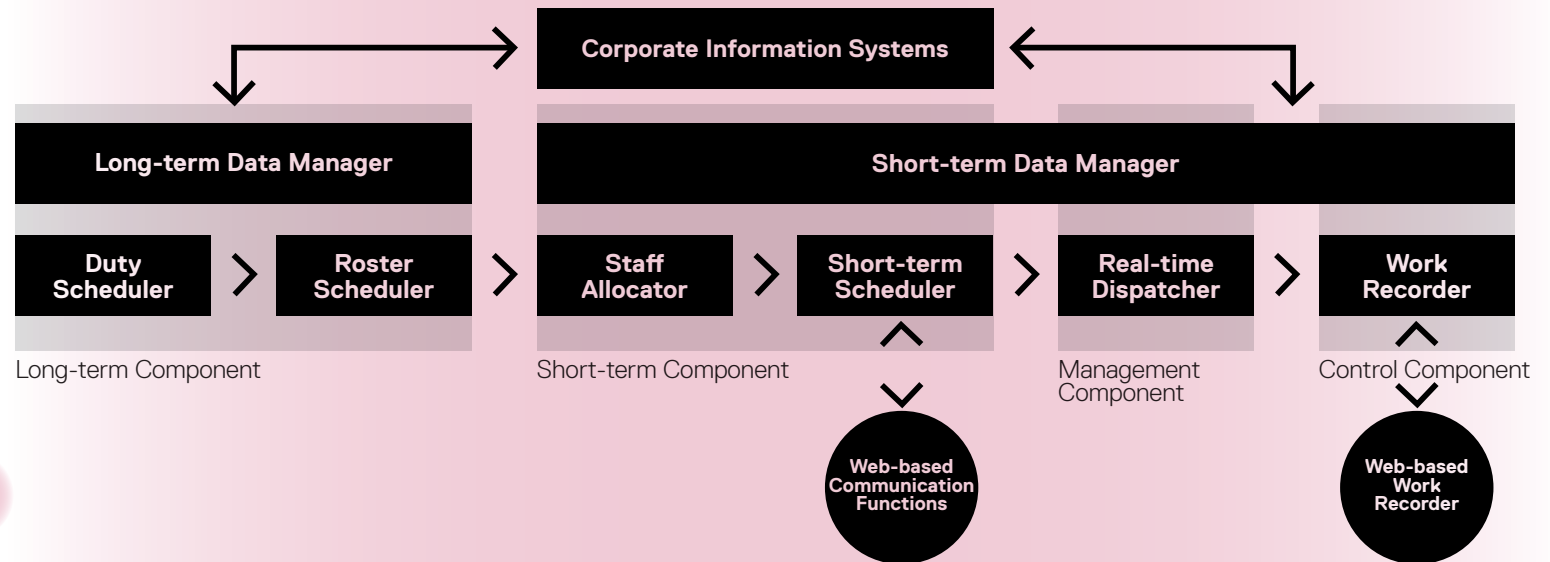 Corporate Information Systems
Long-term Data Manager
Short-term Data Manager
Duty
Scheduler
Roster
Scheduler
Staff
Allocator
Short-term
Scheduler
Real-time
Dispatcher
Work
Recorder
Long-term Component
Short-term Component
Management
Component
Control Component
Web-based
Communication
Functions
Web-based
Work
Recorder